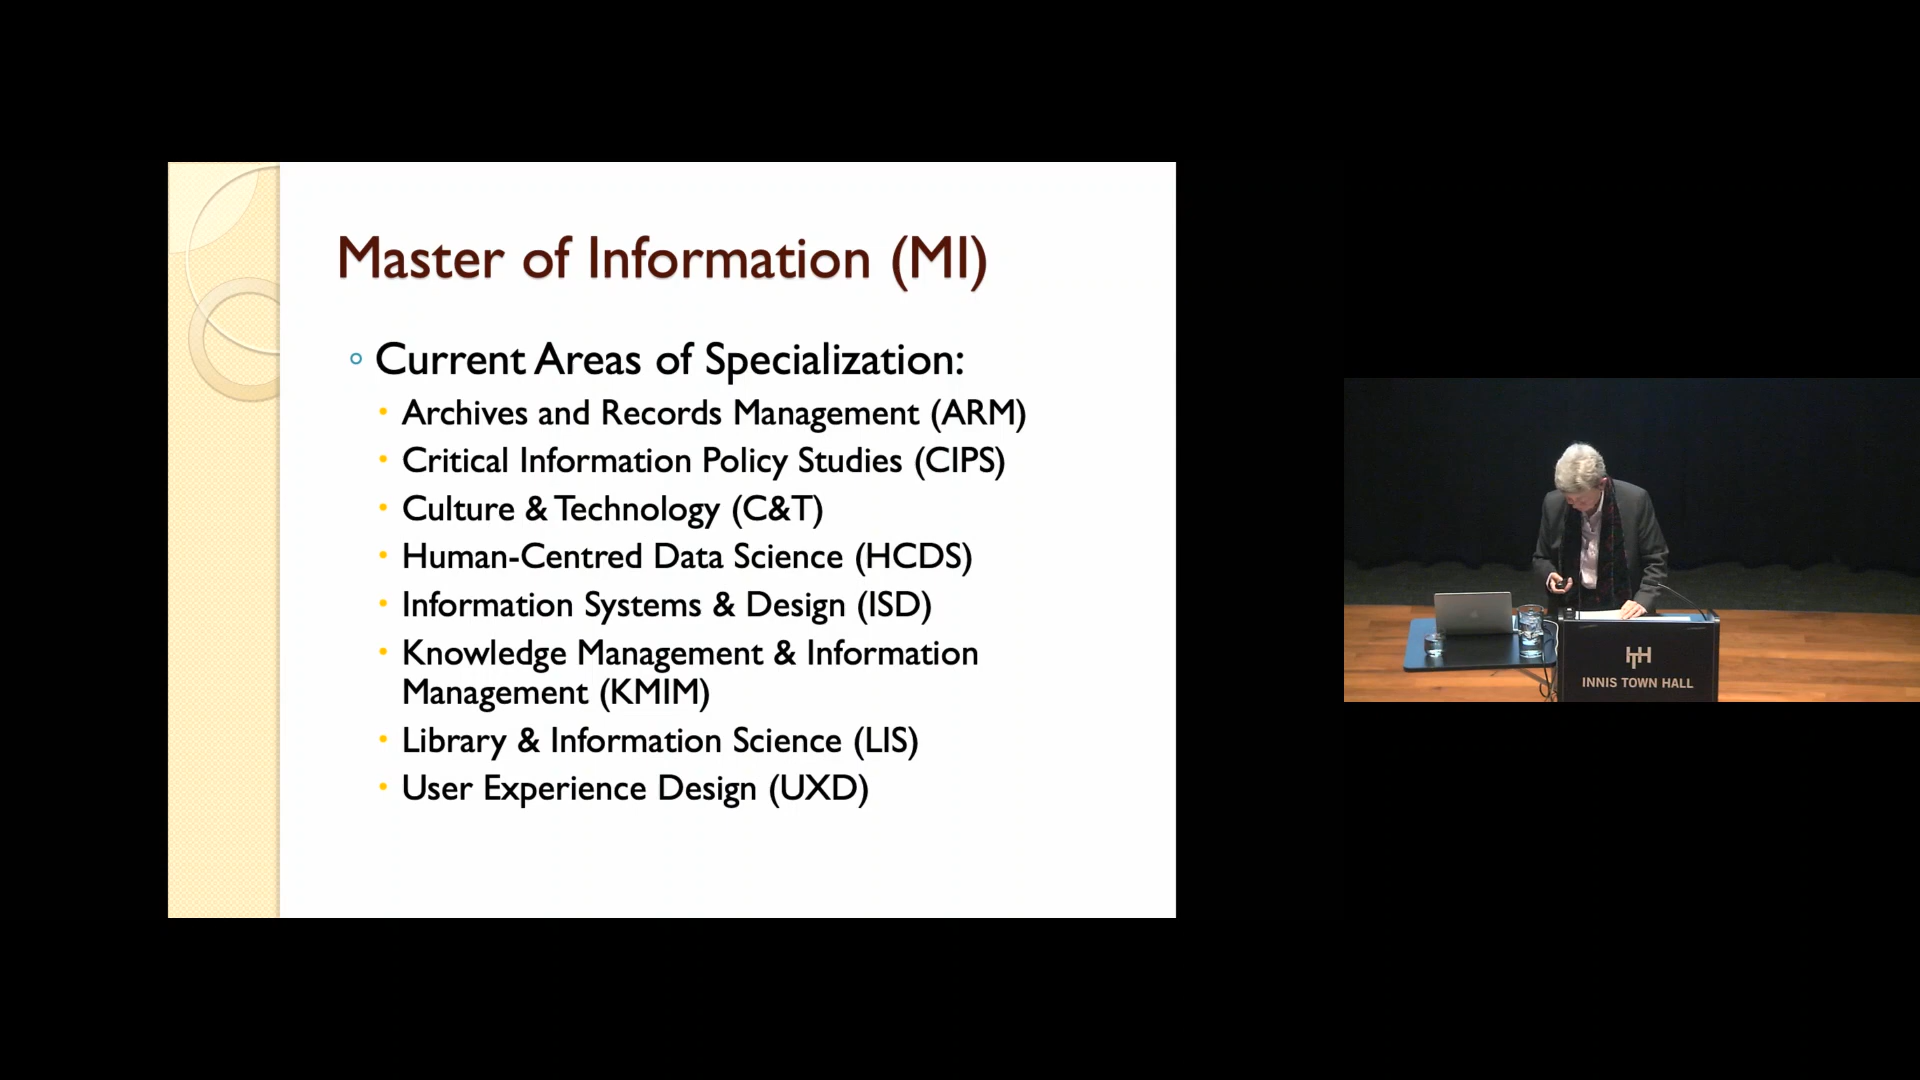 Master of Information (MI)
Current Areas of Specialization:
Archives and Records Management (ARM)
Critical Information Policy Studies (CIPS)
Culture & Technology (C&T)
Human-Centred Data Science (HCDS)
Information Systems & Design (ISD)
Knowledge Management & Information
Management (KMIM)
Library & Information Science (LIS)
User Experience Design (UXD)
ITH
INNIS TOWN HALL